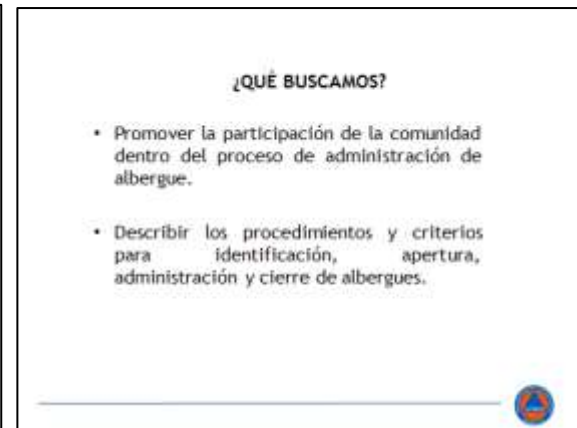 ¿QUÉ BUSCAMOS?
• Promover la participación de la comunidad
dentro del proceso de administración de
albergue.
• Describir los procedimientos y criterios
para identificación, apertura,
administración y cierre de albergues.